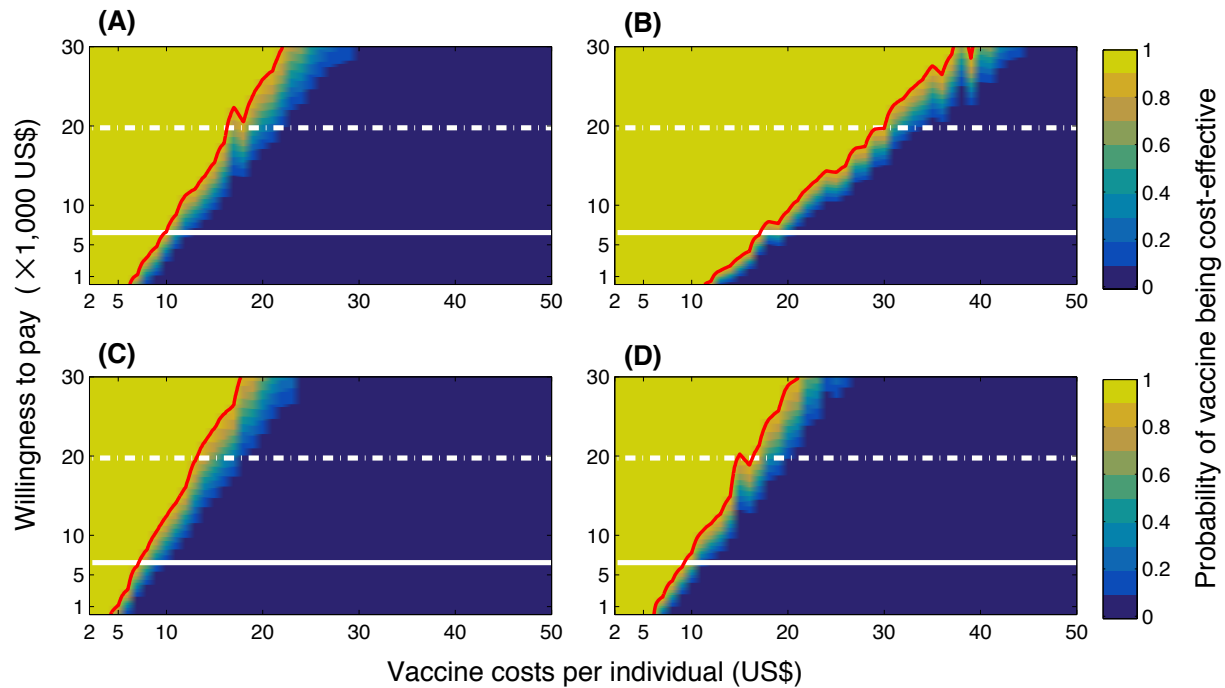 (A)
(B)
30
20
10
5
1
2 5 10 20 30 40 50
30
20
10
5
1
2 5 10 20 30 40 50
1
0.8
0.6
0.4
0.2
0
(C)
(D)
30
20
10
5
1
2 5 10 20 30 40 50
30
20
10
5
1
2 5 10 20 30 40 50
1
0.8
0.6
0.4
0.2
0
Willingness to pay (×1,000 US$)
Vaccine costs per individual (US$)
Probability of vaccine being cost-effective